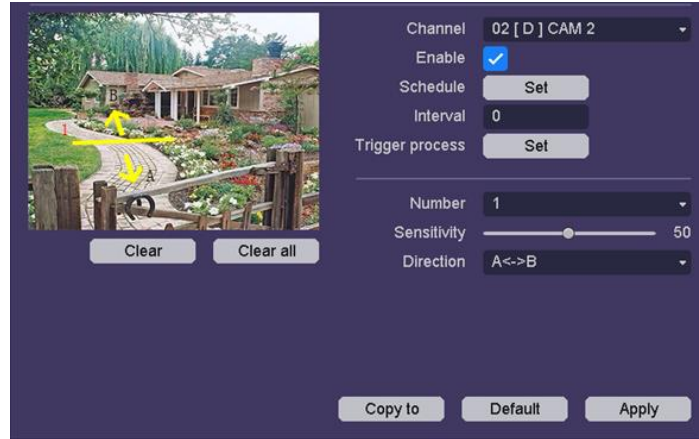 Channel 02 [ D ] CAM 2
Enable
Schedule Set
Interval 0
Trigger process Set
Number 1
Sensitivity 50
Direction A<->B
B
1
A
Clear Clear all
Copy to Default Apply